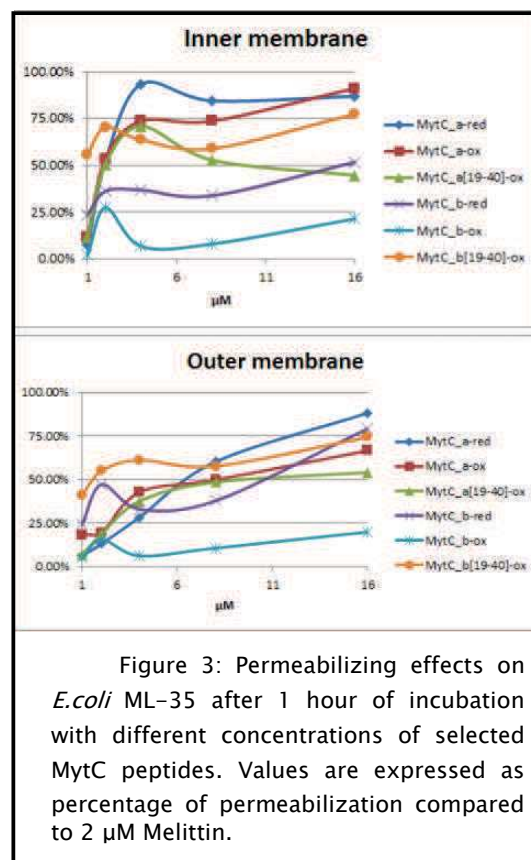 Inner membrane
100.00%
75.00%
50.00%
25.00%
0.00%
1 6 11 16
µM
MytC_a-red
MytC_a-ox
MytC_a[19-40]-ox
MytC_b-red
MytC_b-ox
MytC_b[19-40]-ox
Outer membrane
100.00%
75.00%
50.00%
25.00%
0.00%
1 6 11 16
µM
MytC_a-red
MytC_a-ox
MytC_a[19-40]-ox
MytC_b-red
MytC_b-ox
MytC_b[19-40]-ox
Figure 3: Permeabilizing effects on
E.coli ML-35 after 1 hour of incubation
with different concentrations of selected
MytC peptides. Values are expressed as
percentage of permeabilization compared
to 2 µM Melittin.